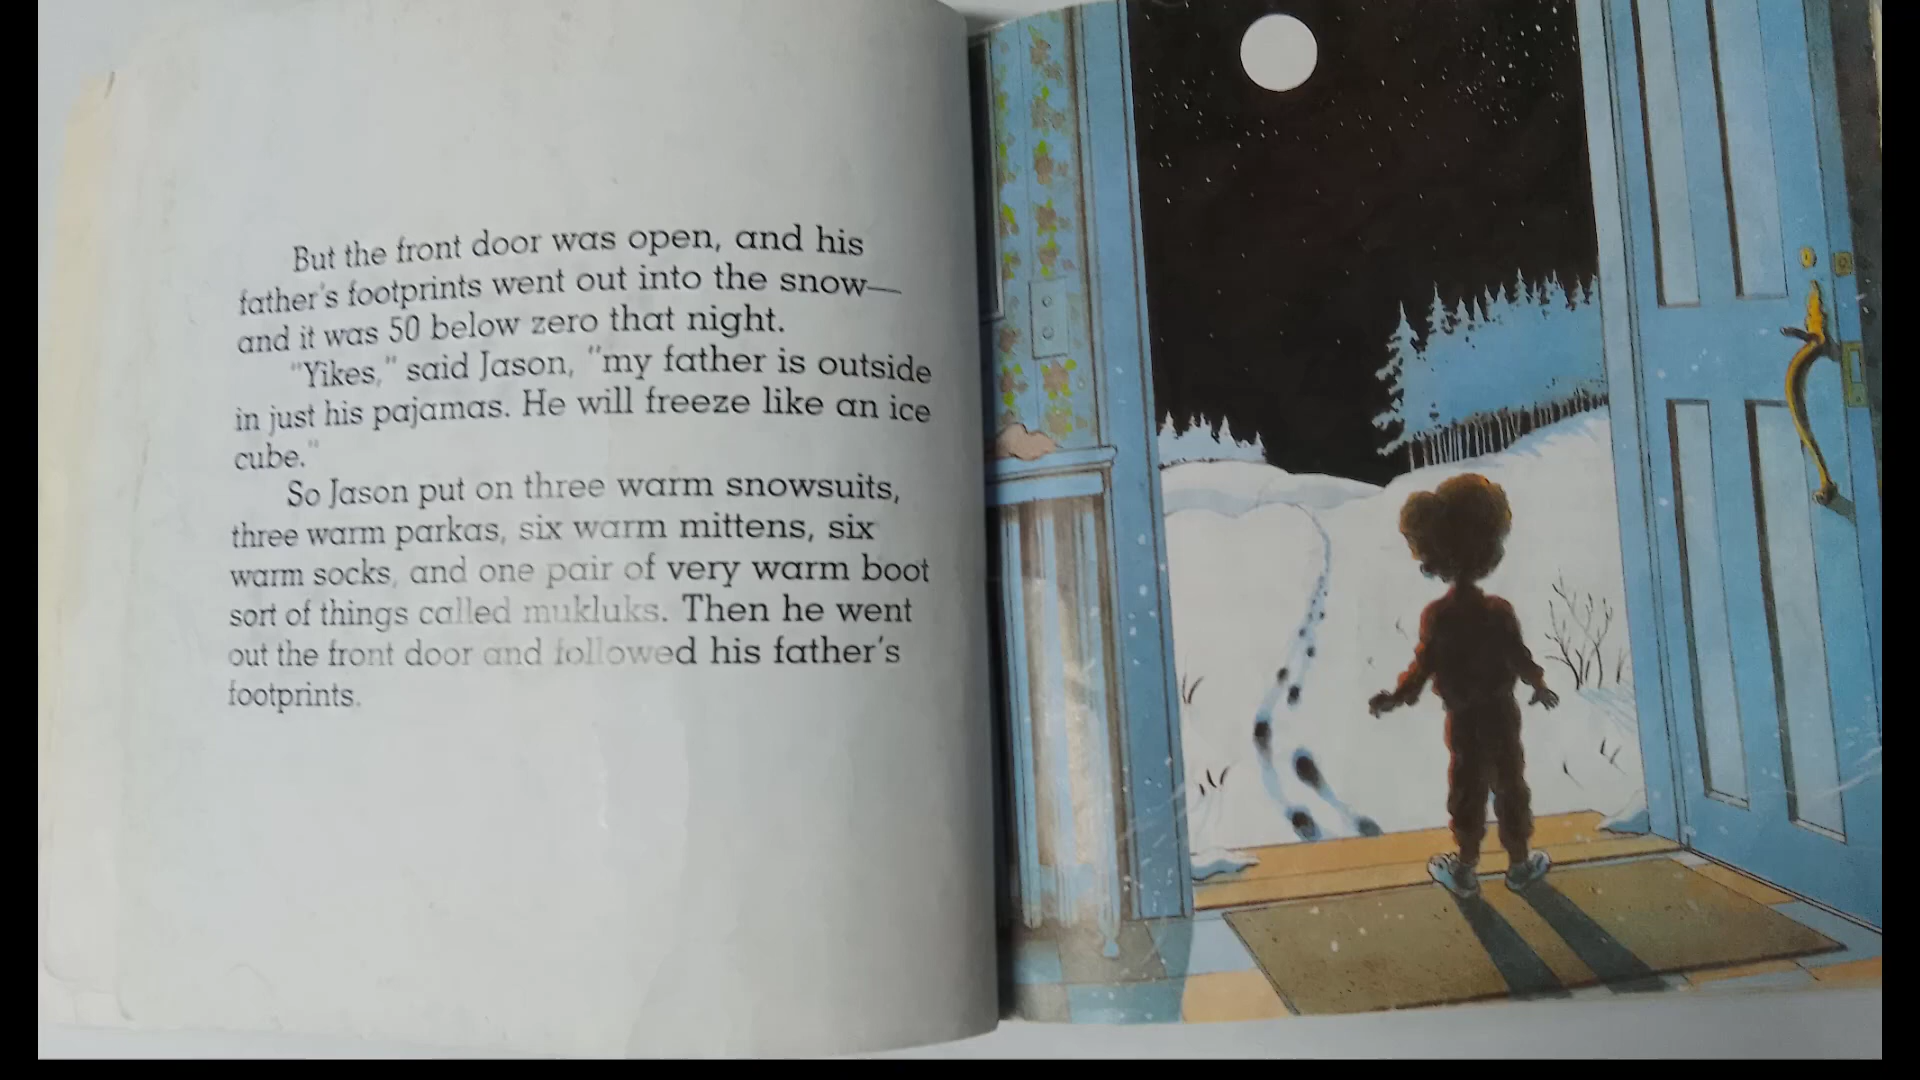 But the front door was open, and his
father's footprints went out into the snow—
and it was 50 below zero that night.
"Yikes," said Jason, "my father is outside
in just his pajamas. He will freeze like an ice
cube."
So Jason put on three warm snowsuits,
three warm parkas, six warm mittens, six
warm socks, and one pair of very warm boot
sort of things called mukluks. Then he went
out the front door and followed his father's
footprints.